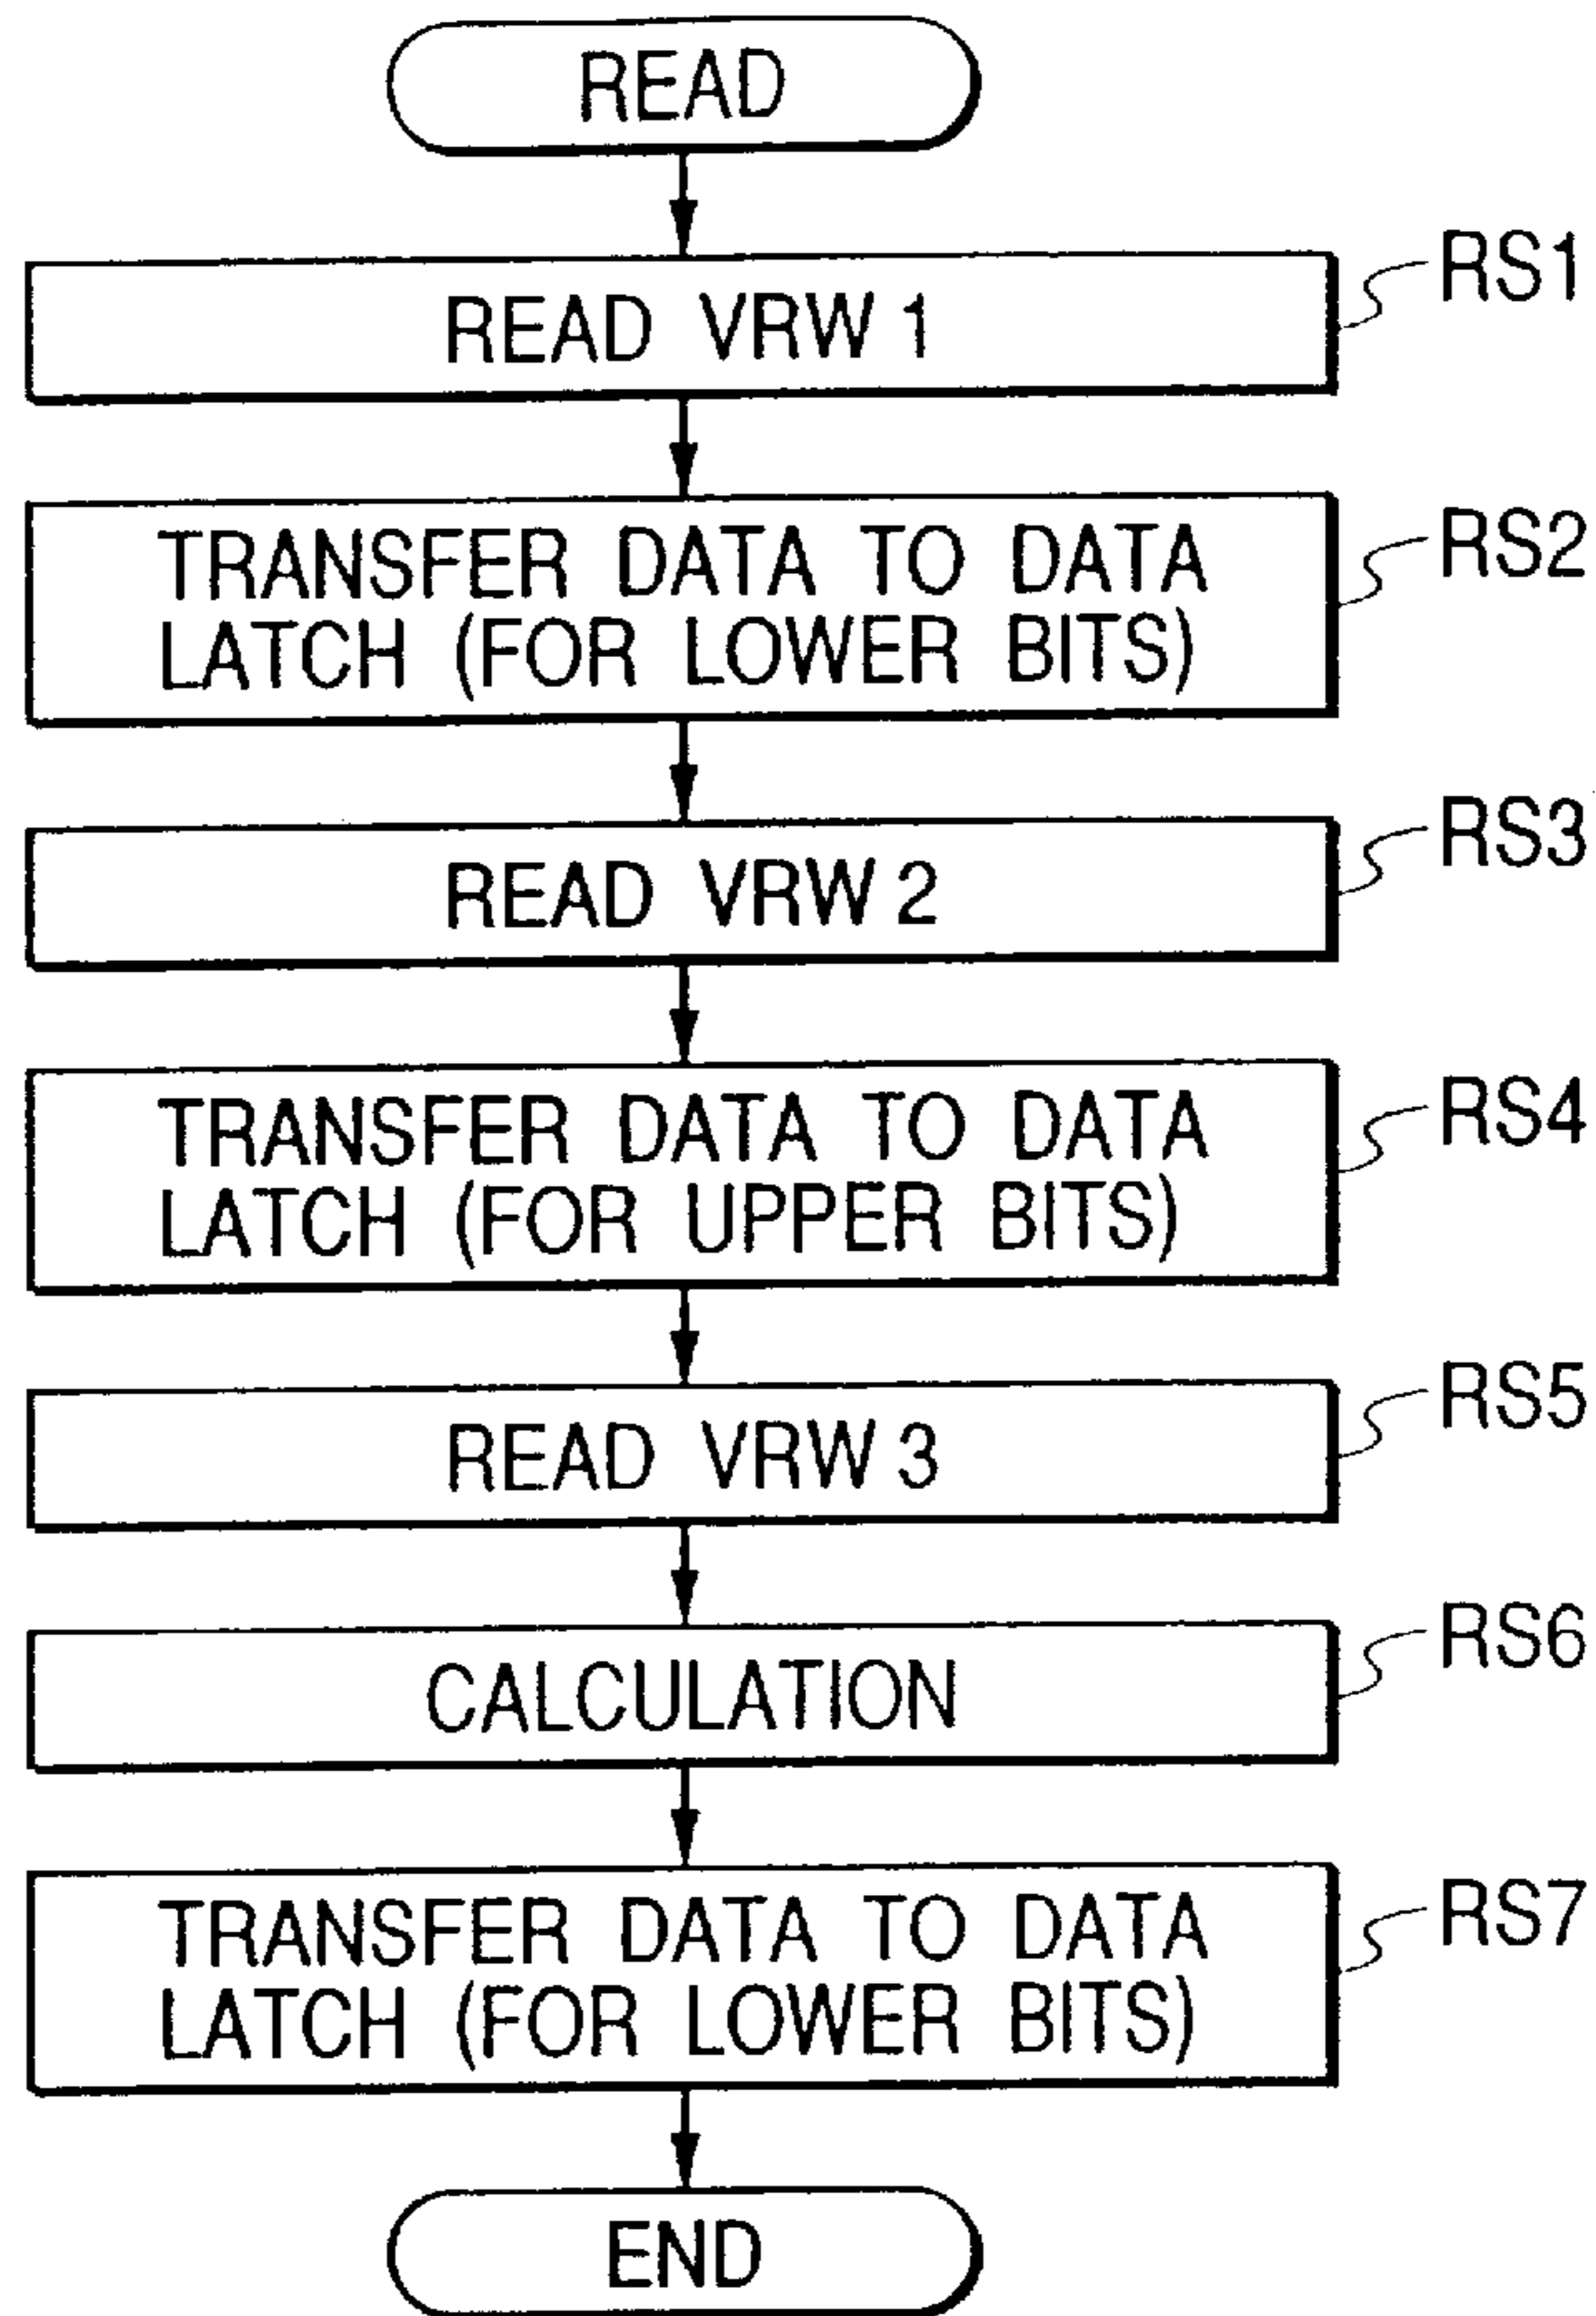 READ
READ VRW 1
RS1
TRANSFER DATA TO DATA
LATCH (FOR LOWER BITS)
RS2
READ VRW 2
RS3
TRANSFER DATA TO DATA
LATCH (FOR UPPER BITS)
RS4
READ VRW 3
RS5
CALCULATION
RS6
TRANSFER DATA TO DATA
LATCH (FOR LOWER BITS)
RS7
END